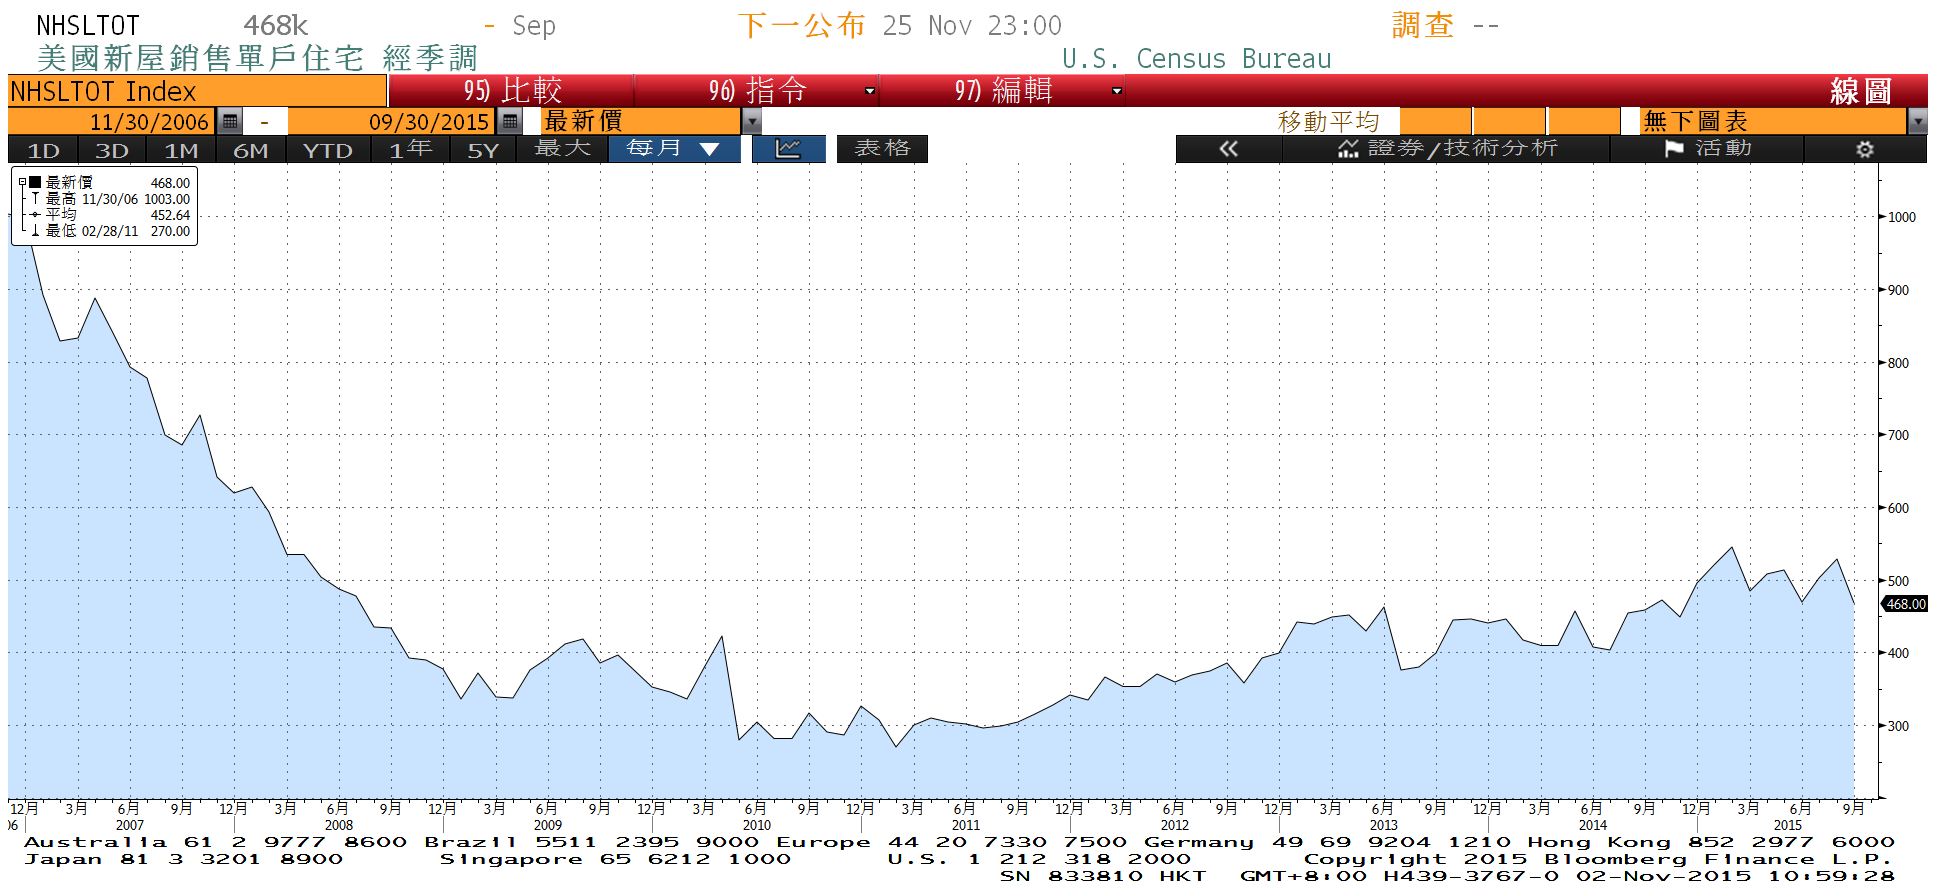 NHSLTOT 468k - Sep 下一公布 25 Nov 23:00 調查 --
美國新屋銷售單戶住宅 經季調 U.S. Census Bureau
NHSLTOT Index 95) 比較 96) 指令 97) 編輯 線圖
11/30/2006 - 09/30/2015 最新價 移動平均 無下圖表
1D 3D 1M 6M YTD 1年 5Y 最大 每月 ▼ 表格 « 證券/技術分析 活動
最新價 468.00
最高 11/30/06 1003.00
平均 452.64
最低 02/28/11 270.00
1000
900
800
700
600
500
468.00
400
300
12月 3月 6月 9月 12月 3月 6月 9月 12月 3月 6月 9月 12月 3月 6月 9月 12月 3月 6月 9月 12月 3月 6月 9月 12月 3月 6月 9月 12月 3月 6月 9月 12月 3月 6月 9月
06 2007 2008 2009 2010 2011 2012 2013 2014 2015
Australia 61 2 9777 8600 Brazil 5511 2395 9000 Europe 44 20 7330 7500 Germany 49 69 9204 1210 Hong Kong 852 2977 6000
Japan 81 3 3201 8900 Singapore 65 6212 1000 U.S. 1 212 318 2000 Copyright 2015 Bloomberg Finance L.P.
SN 833810 HKT GMT+8:00 H439-3767-0 02-Nov-2015 10:59:28